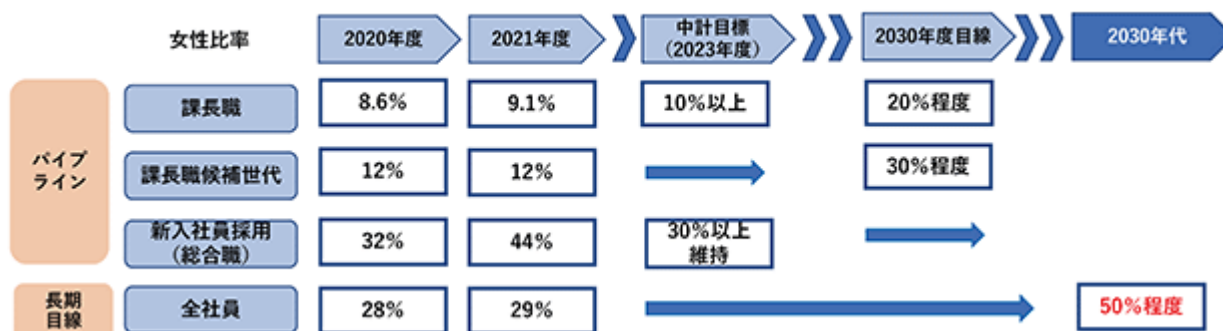 女性比率
2020年度
2021年度
中計目標
(2023年度)
2030年度目線
2030年代
パイプ
ライン
課長職
8.6%
9.1%
10%以上
20%程度
課長職候補世代
12%
12%
30%程度
新入社員採用
(総合職)
32%
44%
30%以上
維持
長期
目線
全社員
28%
29%
50%程度